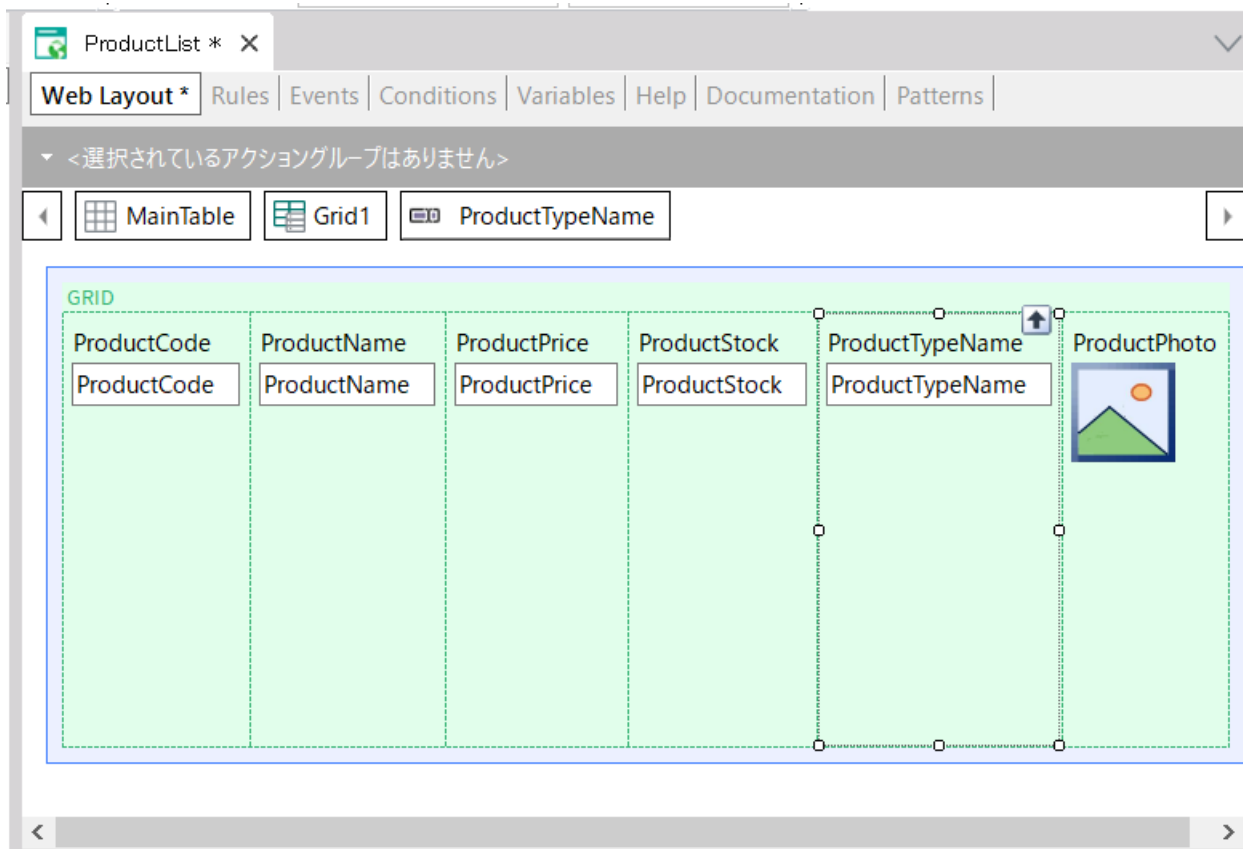 ProductList *
Web Layout * Rules Events Conditions Variables Help Documentation Patterns
<選択されているアクショングループはありません>
MainTable Grid1 ProductTypeName
GRID
ProductCode ProductName ProductPrice ProductStock ProductTypeName ProductPhoto
ProductCode ProductName ProductPrice ProductStock ProductTypeName